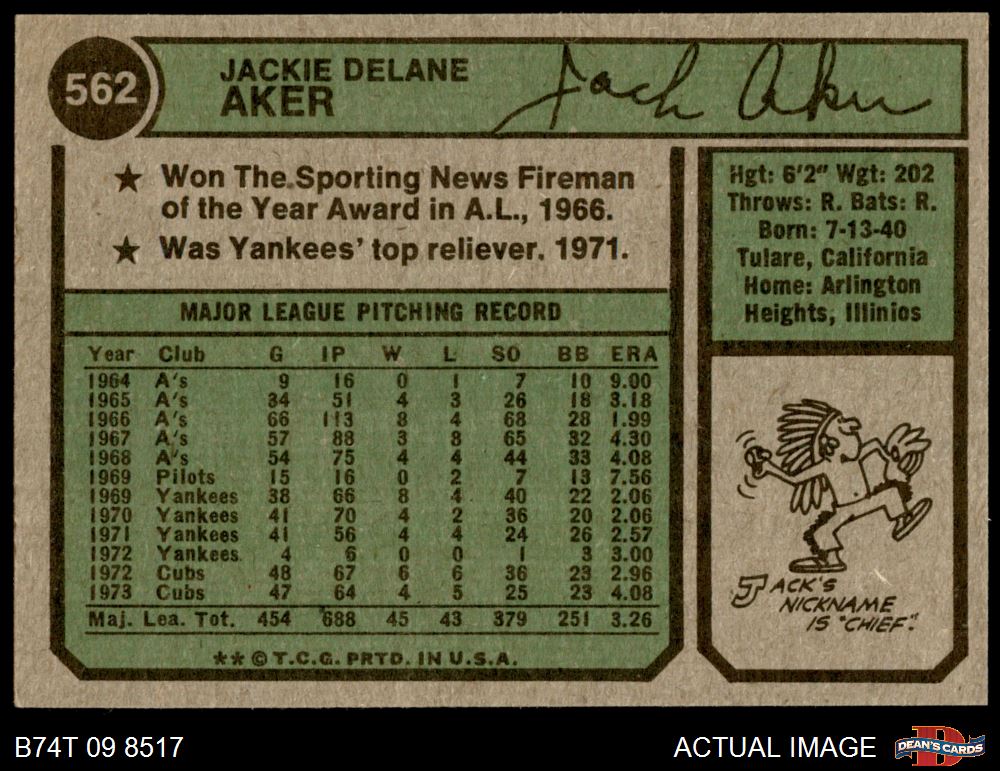 562
JACKIE DELANE
AKER
Jack Aker
★ Won The Sporting News Fireman
of the Year Award in A.L., 1966.
★ Was Yankees' top reliever, 1971.
MAJOR LEAGUE PITCHING RECORD
Year Club G IP W L SO BB ERA
1964 A's 9 16 0 1 7 10 9.00
1965 A's 34 51 4 3 26 18 3.18
1966 A's 66 113 8 4 68 28 1.99
1967 A's 57 88 3 8 65 32 4.30
1968 A's 54 75 4 4 44 33 4.08
1969 Pilots 15 16 0 2 7 13 7.56
1969 Yankees 38 66 8 4 40 22 2.06
1970 Yankees 41 70 4 2 36 20 2.06
1971 Yankees 41 56 4 4 24 26 2.57
1972 Yankees 4 6 0 0 1 3 3.00
1972 Cubs 48 67 6 6 36 23 2.96
1973 Cubs 47 64 4 5 25 23 4.08
Maj. Lea. Tot. 454 688 45 43 379 251 3.26
** © T.C.G. PRTD. IN U.S.A.
Hgt: 6'2" Wgt: 202
Throws: R. Bats: R.
Born: 7-13-40
Tulare, California
Home: Arlington
Heights, Illinios
JACK'S
NICKNAME
IS "CHIEF".
B74T 09 8517
ACTUAL IMAGE
D
DEAN'S CARDS